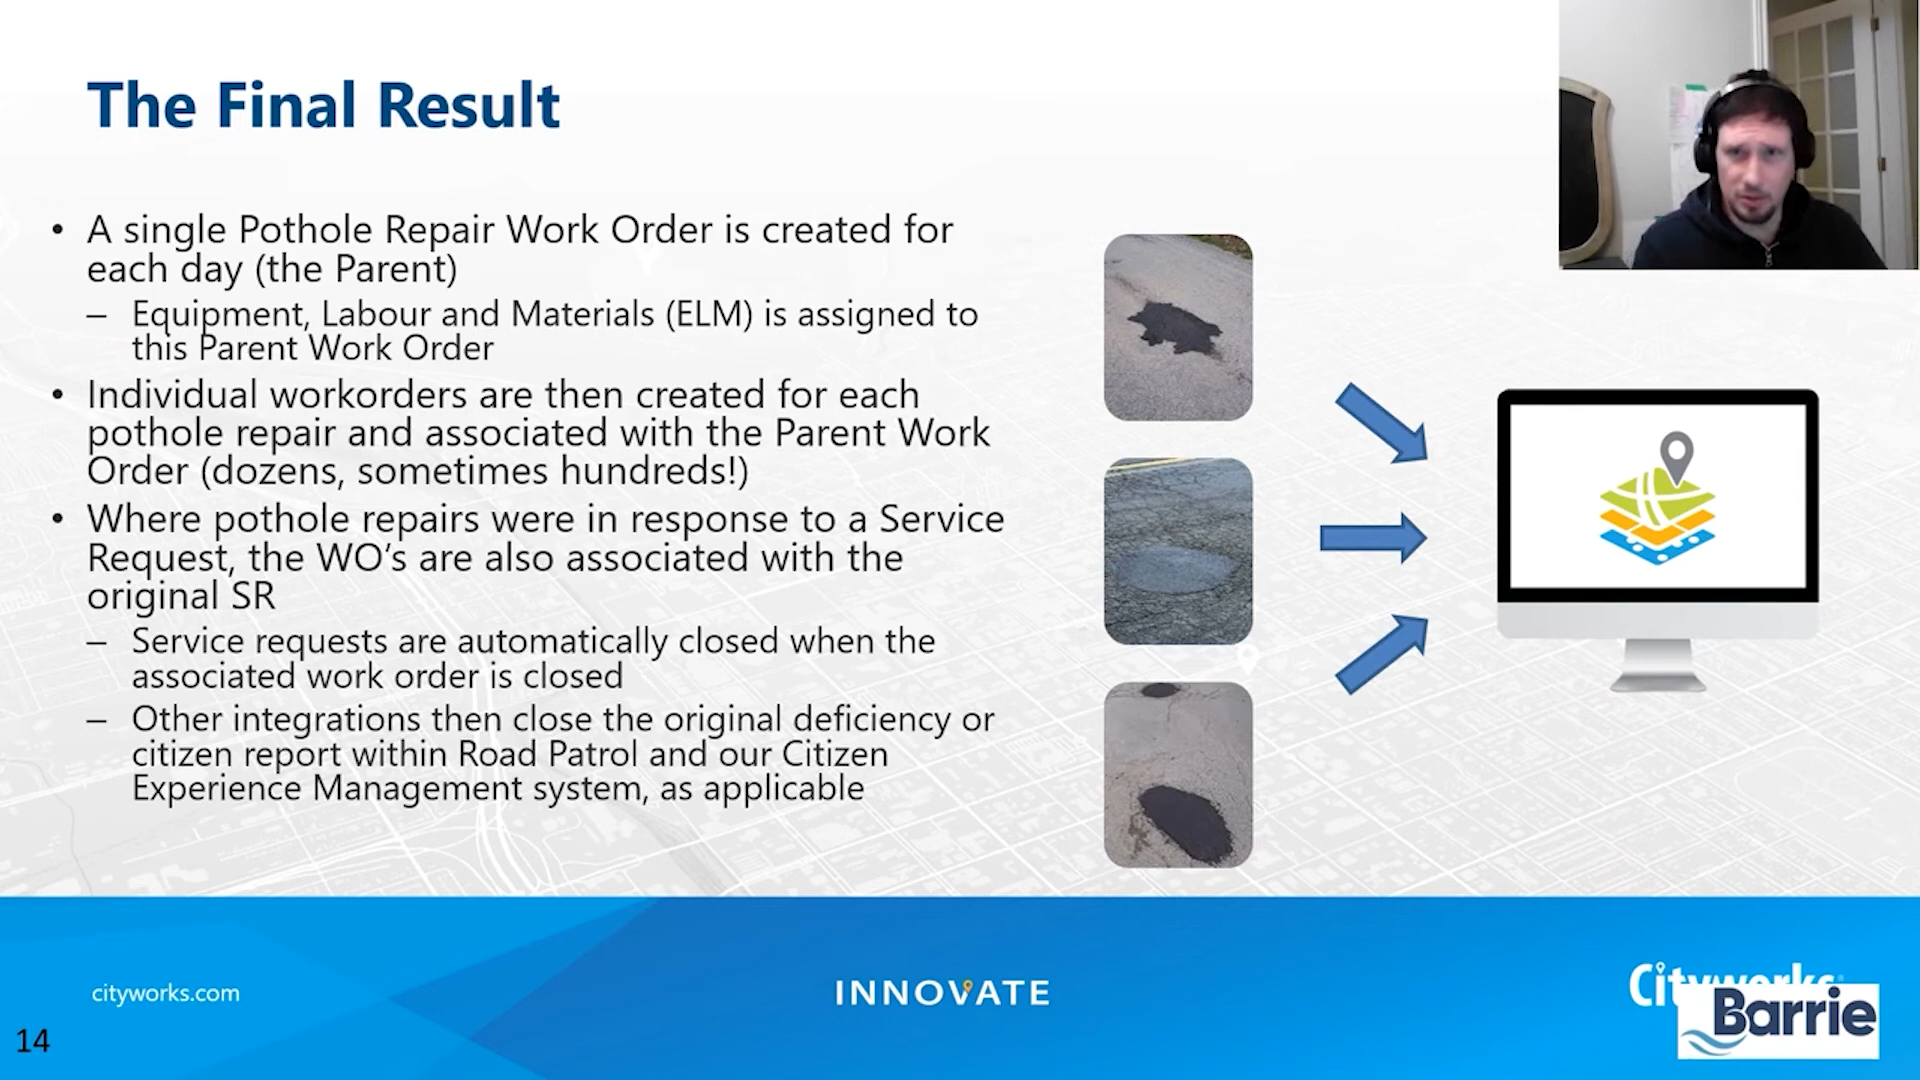 The Final Result
• A single Pothole Repair Work Order is created for
each day (the Parent)
– Equipment, Labour and Materials (ELM) is assigned to
this Parent Work Order
• Individual workorders are then created for each
pothole repair and associated with the Parent Work
Order (dozens, sometimes hundreds!)
• Where pothole repairs were in response to a Service
Request, the WO’s are also associated with the
original SR
– Service requests are automatically closed when the
associated work order is closed
– Other integrations then close the original deficiency or
citizen report within Road Patrol and our Citizen
Experience Management system, as applicable
cityworks.com
INNOVATE
Cityworks
Barrie
14